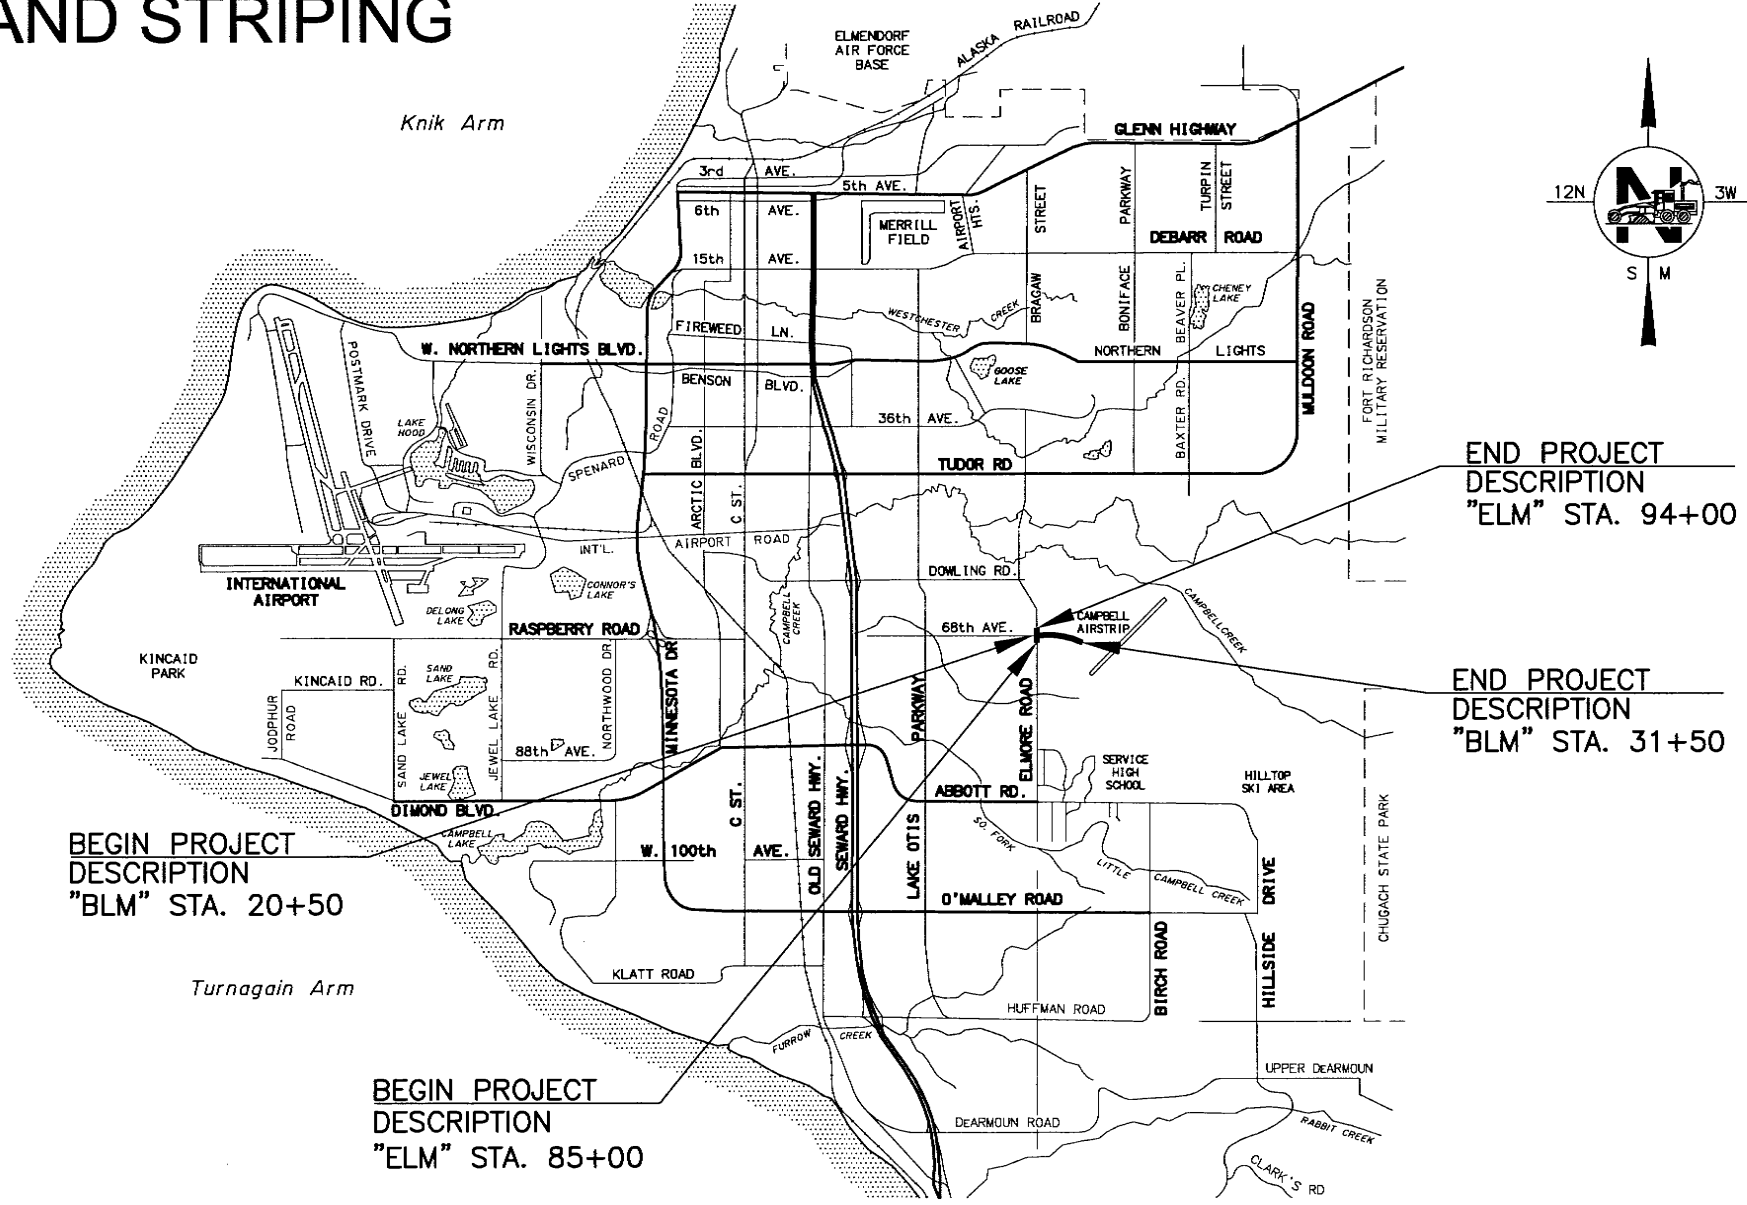 AND STRIPING
ELMENDORF
AIR FORCE
BASE
ALASKA RAILROAD
Knik Arm
GLENN HIGHWAY
3rd AVE.
5th AVE.
6th AVE.
MERRILL
FIELD
AIRPORT
HTS.
STREET
BRAGAW
PARKWAY
BONIFACE
TURPIN
STREET
DEBARR ROAD
15th AVE.
12N
N
3W
S M
BEAVER PL.
CHENEY
LAKE
WESTCHESTER CREEK
FIREWEED LN.
W. NORTHERN LIGHTS BLVD.
NORTHERN LIGHTS
MULDOON ROAD
FORT RICHARDSON
MILITARY RESERVATION
POSTMARK DRIVE
WISCONSIN DR.
BENSON BLVD.
GOOSE
LAKE
LAKE
HOOD
36th AVE.
BAXTER RD.
SPENARD ROAD
ARCTIC BLVD.
TUDOR RD
C ST.
INT'L. AIRPORT ROAD
END PROJECT
DESCRIPTION
"ELM" STA. 94+00
INTERNATIONAL
AIRPORT
CONNOR'S
LAKE
DELONG
LAKE
CAMPBELL
CREEK
DOWLING RD.
CAMPBELL
AIRSTRIP
CAMPBELLCREEK
RASPBERRY ROAD
68th AVE.
KINCAID
PARK
KINCAID RD.
JODPHUR
ROAD
SAND LAKE RD.
SAND
LAKE
JEWEL LAKE RD.
NORTHWOOD DR.
MINNESOTA DR
88th AVE.
JEWEL
LAKE
PARKWAY
LAKE OTIS
ELMORE ROAD
END PROJECT
DESCRIPTION
"BLM" STA. 31+50
SERVICE
HIGH
SCHOOL
HILLTOP
SKI AREA
DIMOND BLVD.
C ST.
OLD SEWARD HWY.
SEWARD HWY.
ABBOTT RD.
CAMPBELL
LAKE
BEGIN PROJECT
DESCRIPTION
"BLM" STA. 20+50
W. 100th AVE.
SO. FORK
LITTLE CAMPBELL CREEK
O'MALLEY ROAD
HILLSIDE DRIVE
CHUGACH STATE PARK
BIRCH ROAD
Turnagain Arm
KLATT ROAD
HUFFMAN ROAD
FURROW CREEK
UPPER DeARMOUN
BEGIN PROJECT
DESCRIPTION
"ELM" STA. 85+00
DeARMOUN ROAD
RABBIT CREEK
CLARK'S RD